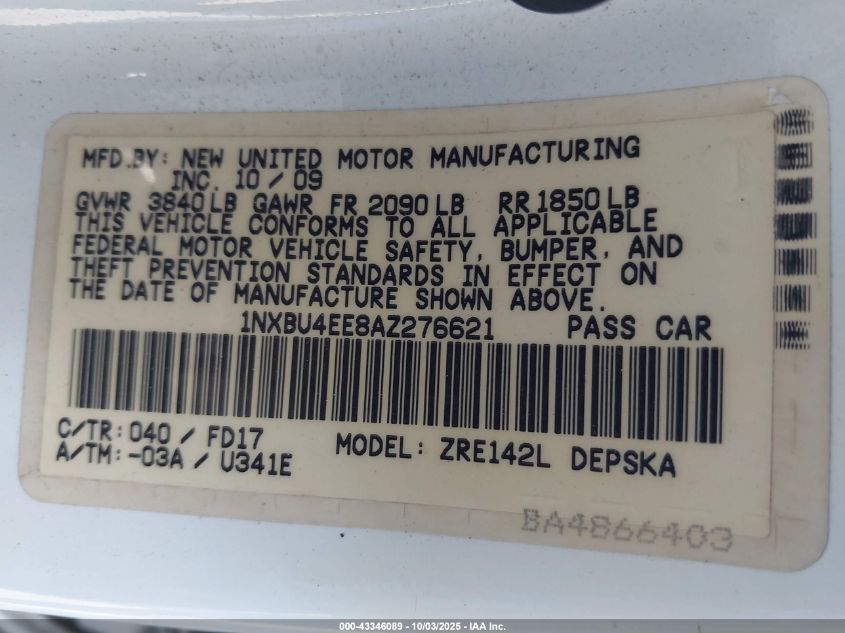 MFD.BY: NEW UNITED MOTOR MANUFACTURING
INC. 10 / 09
GVWR 3840 LB GAWR FR 2090 LB RR 1850 LB
THIS VEHICLE CONFORMS TO ALL APPLICABLE
FEDERAL MOTOR VEHICLE SAFETY, BUMPER, AND
THEFT PREVENTION STANDARDS IN EFFECT ON
THE DATE OF MANUFACTURE SHOWN ABOVE.
1NXBU4EE8AZ276621 PASS CAR
C/TR: 040 / FD17
A/TM: -03A / U341E
MODEL: ZRE142L DEPSKA
BA4866403
000-43346089 - 10/03/2025 - IAA Inc.